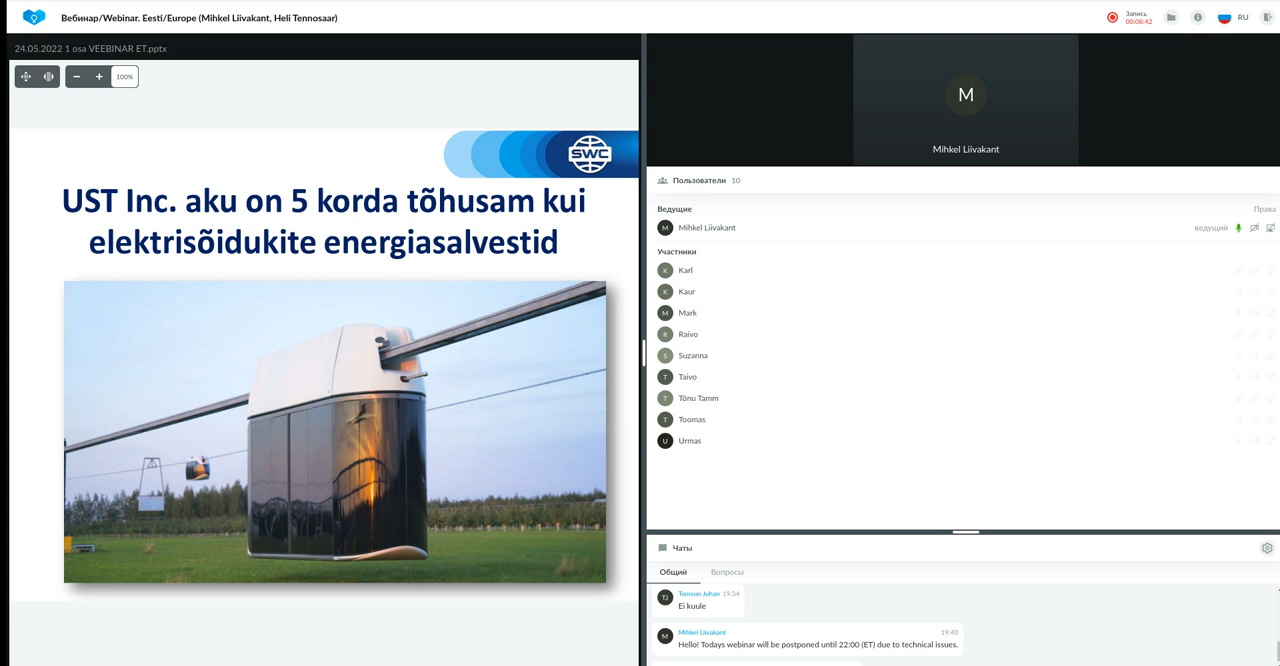 Вебинар/Webinar. Eesti/Europe (Mihkel Liivakant, Heli Tennosaar)
Запись
00:08:42
RU
24.05.2022 1 osa VEEBINAR ET.pptx
100%
SWC
UST Inc. aku on 5 korda tõhusam kui
elektrisõidukite energiasalvestid
M
Mihkel Liivakant
Пользователи 10
Ведущие Права
M Mihkel Liivakant ведущий
Участники
K Karl
K Kaur
M Mark
R Raivo
S Suzanna
T Taivo
T Tõnu Tamm
T Toomas
U Urmas
Чаты
Общий Вопросы
TJ Tomson Juhan 19:34
Ei kuule
M Mihkel Liivakant 19:40
Hello! Todays webinar will be postponed until 22:00 (ET) due to technical issues.